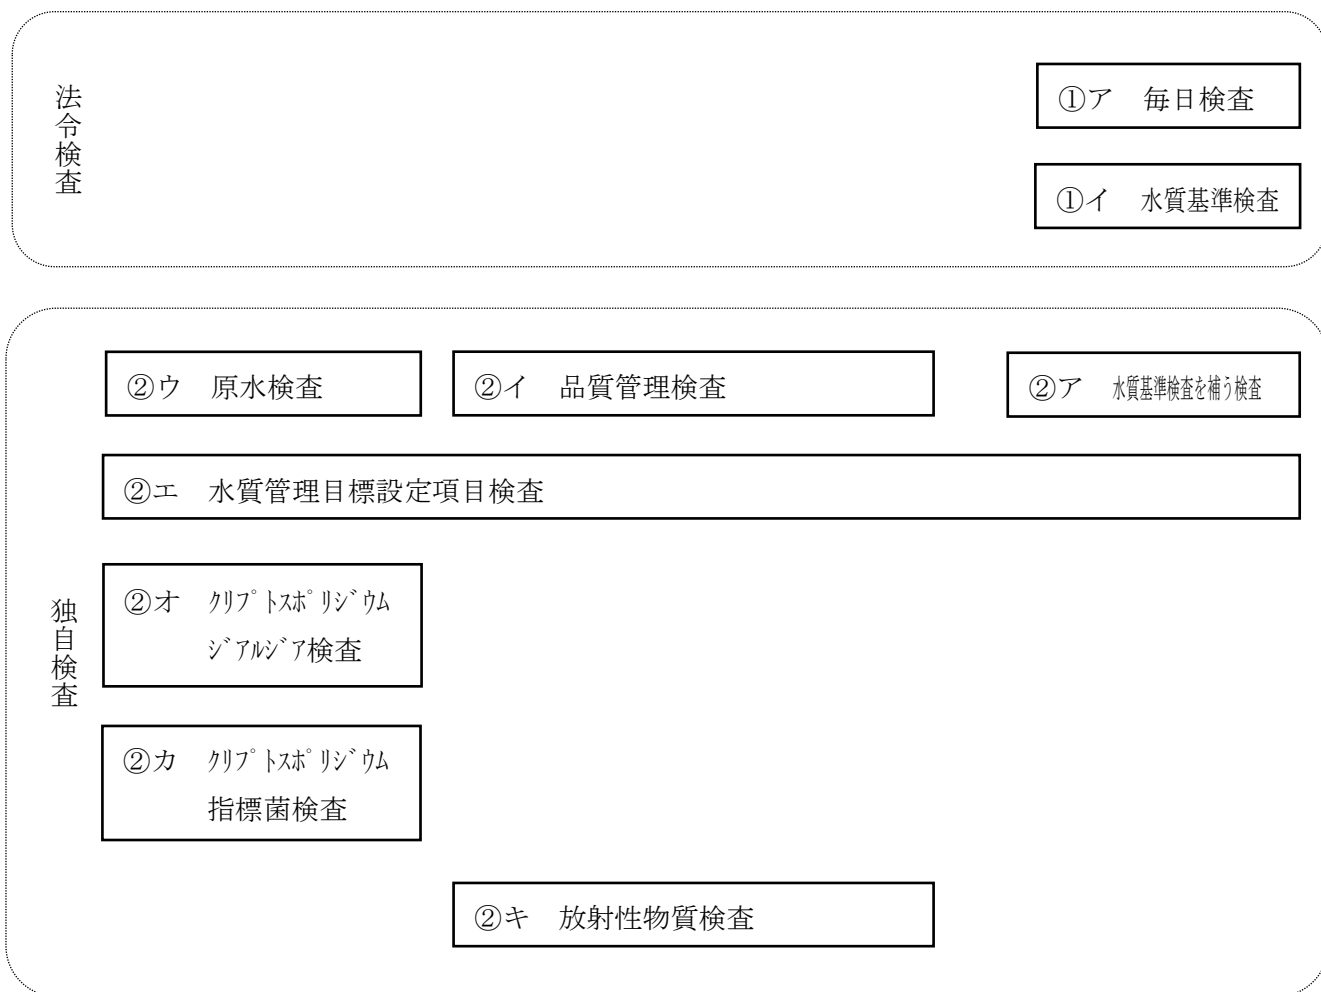 法令検査
①ア 毎日検査
①イ 水質基準検査
独自検査
②ウ 原水検査
②イ 品質管理検査
②ア 水質基準検査を補う検査
②エ 水質管理目標設定項目検査
②オ クリプトスポリジウム
ジアルジア検査
②カ クリプトスポリジウム
指標菌検査
②キ 放射性物質検査